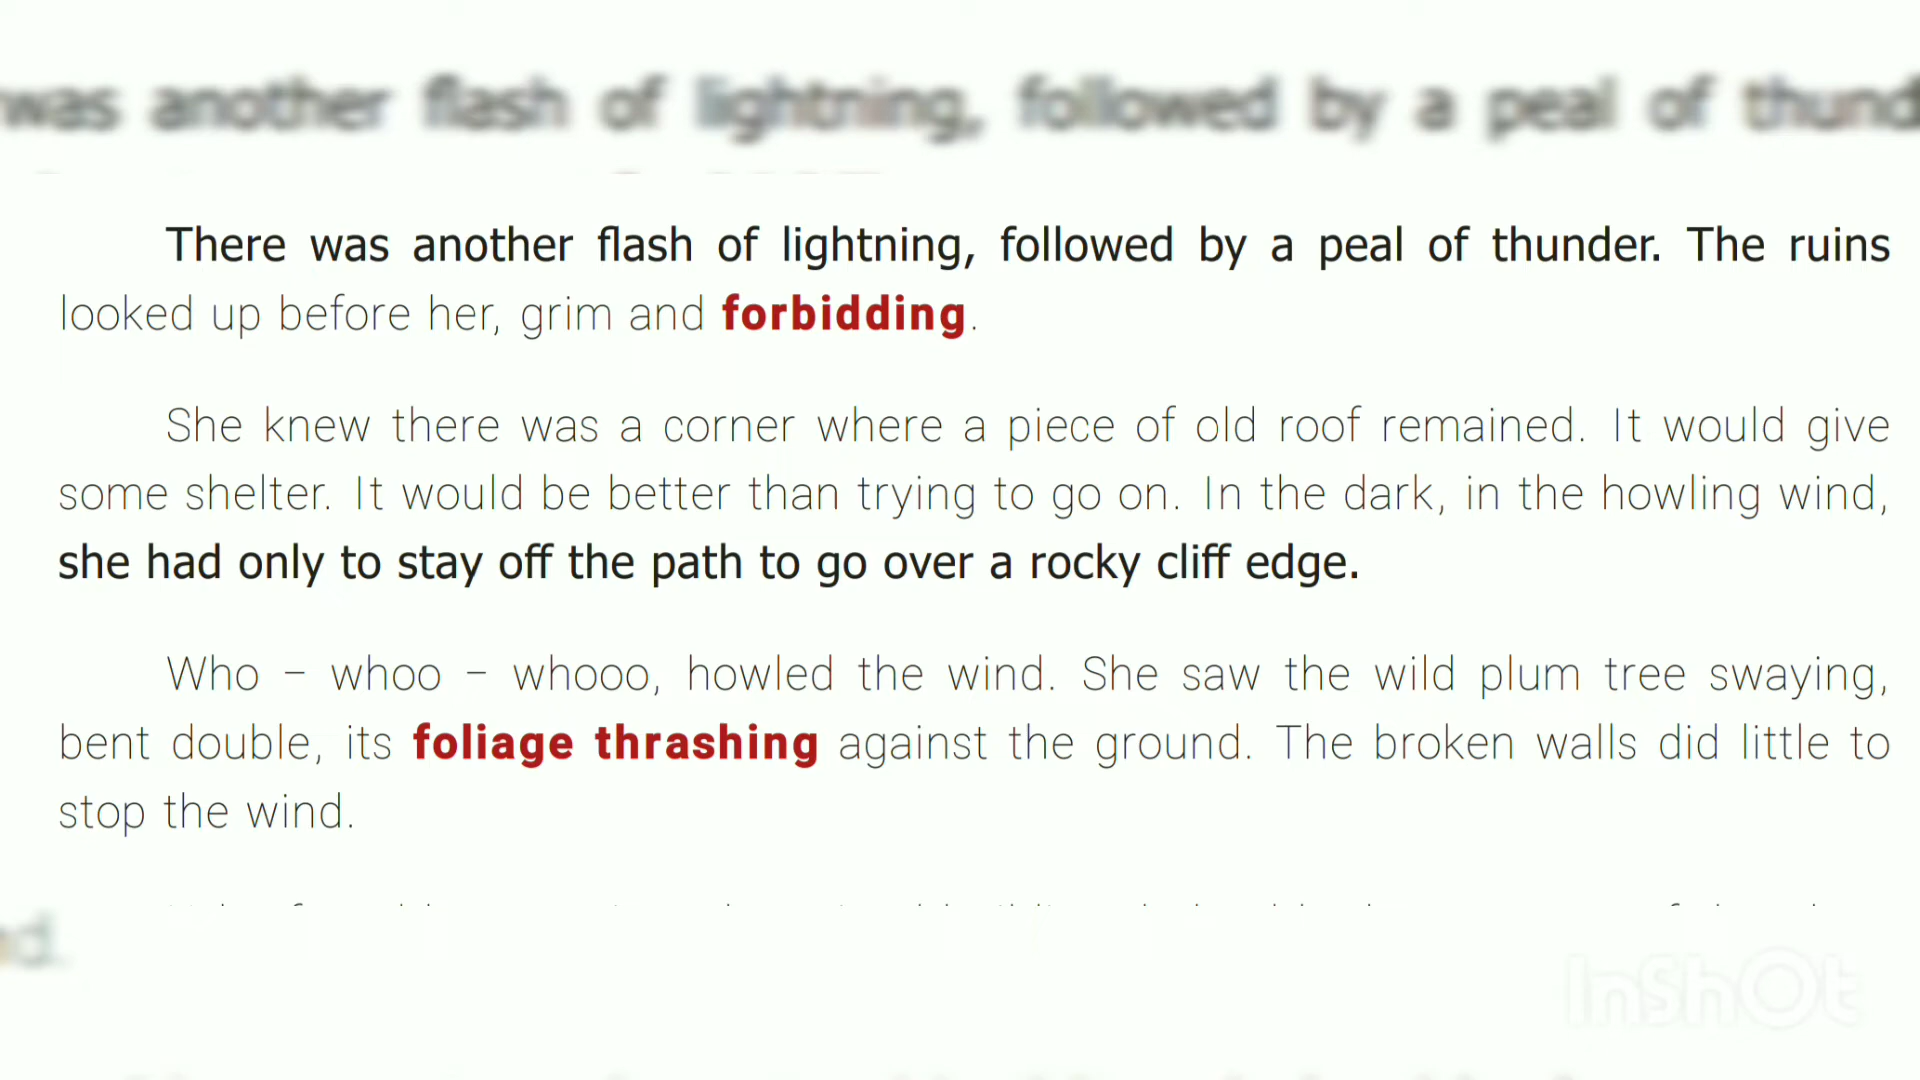 was another flash of lightning, followed by a peal of thund
There was another flash of lightning, followed by a peal of thunder. The ruins
looked up before her, grim and forbidding.
She knew there was a corner where a piece of old roof remained. It would give
some shelter. It would be better than trying to go on. In the dark, in the howling wind,
she had only to stay off the path to go over a rocky cliff edge.
Who – whoo – whooo, howled the wind. She saw the wild plum tree swaying,
bent double, its foliage thrashing against the ground. The broken walls did little to
stop the wind.
InShOt